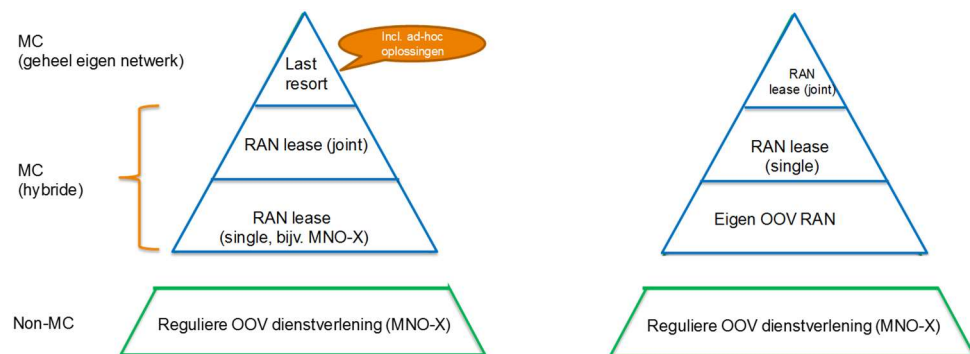 MC
(geheel eigen netwerk)
Incl. ad-hoc
oplossingen
Last
resort
RAN lease (joint)
MC
(hybride)
RAN lease
(single, bijv. MNO-X)
Non-MC
Reguliere OOV dienstverlening (MNO-X)
RAN
lease (joint)
RAN lease
(single)
Eigen OOV RAN
Reguliere OOV dienstverlening (MNO-X)